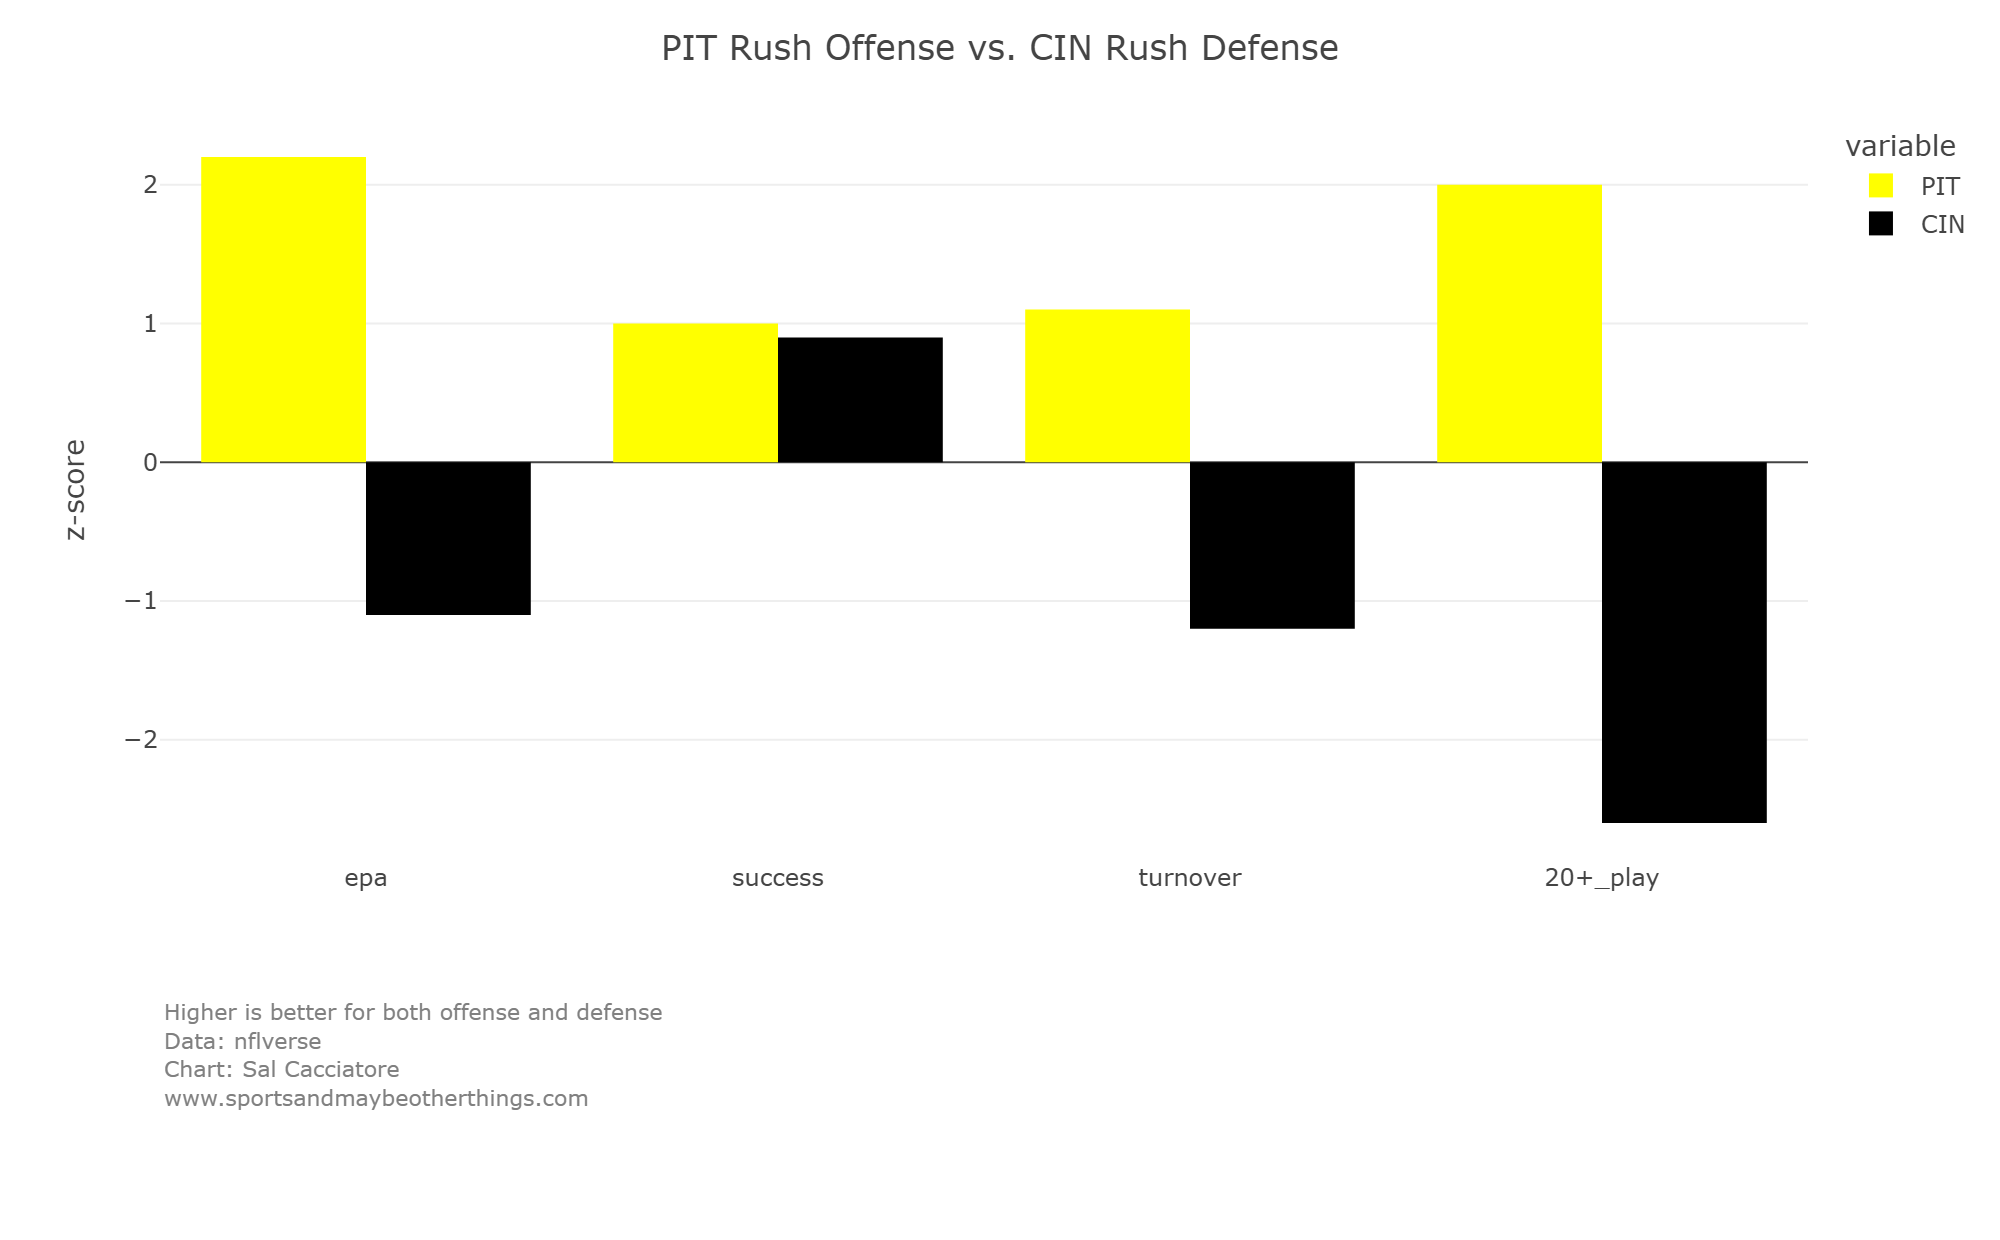 PIT Rush Offense vs. CIN Rush Defense
variable
PIT
CIN
z-score
2
1
0
−1
−2
epa
success
turnover
20+_play
Higher is better for both offense and defense
Data: nflverse
Chart: Sal Cacciatore
www.sportsandmaybeotherthings.com